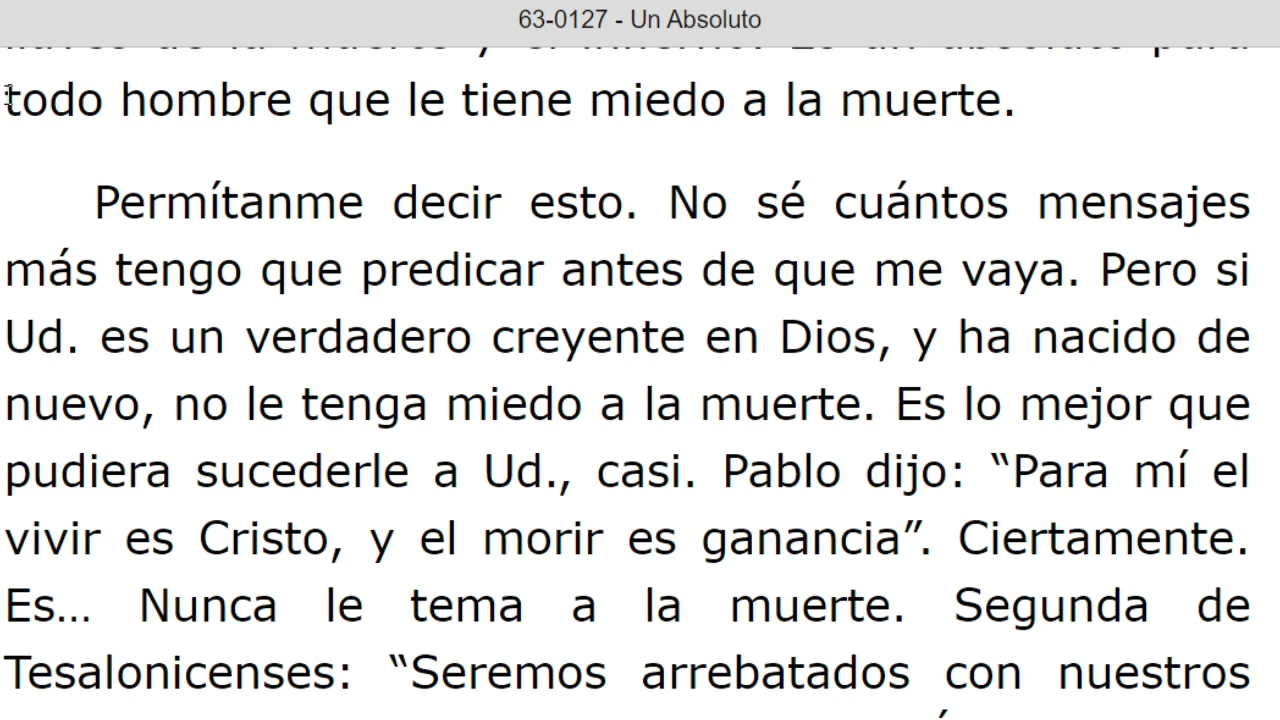 63-0127 - Un Absoluto
todo hombre que le tiene miedo a la muerte.
Permítanme decir esto. No sé cuántos mensajes
más tengo que predicar antes de que me vaya. Pero si
Ud. es un verdadero creyente en Dios, y ha nacido de
nuevo, no le tenga miedo a la muerte. Es lo mejor que
pudiera sucederle a Ud., casi. Pablo dijo: “Para mí el
vivir es Cristo, y el morir es ganancia”. Ciertamente.
Es... Nunca le tema a la muerte. Segunda de
Tesalonicenses: “Seremos arrebatados con nuestros